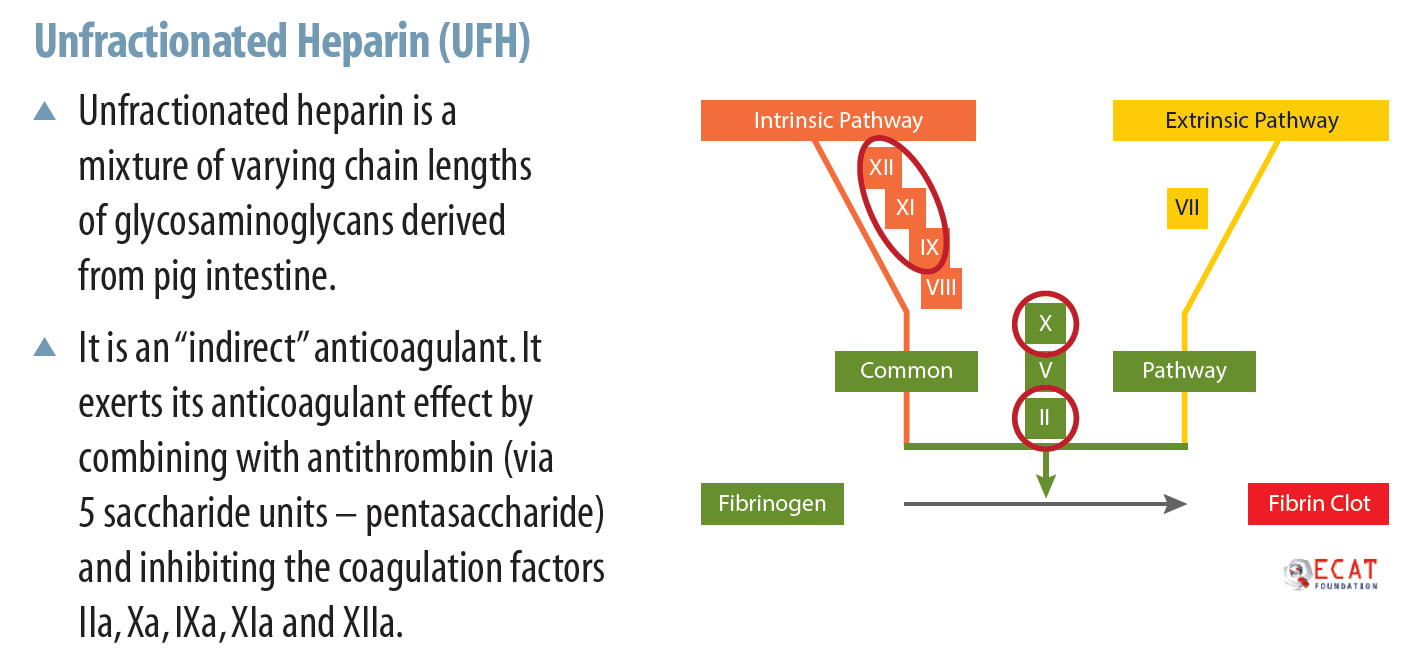 Unfractionated Heparin (UFH)
Unfractionated heparin is a
mixture of varying chain lengths
of glycosaminoglycans derived
from pig intestine.
It is an “indirect” anticoagulant. It
exerts its anticoagulant effect by
combining with antithrombin (via
5 saccharide units – pentasaccharide)
and inhibiting the coagulation factors
IIa, Xa, IXa, XIa and XIIa.
Intrinsic Pathway
Extrinsic Pathway
XII
XI
IX
VIII
VII
X
V
II
Common
Pathway
Fibrinogen
Fibrin Clot
ECAT
FOUNDATION